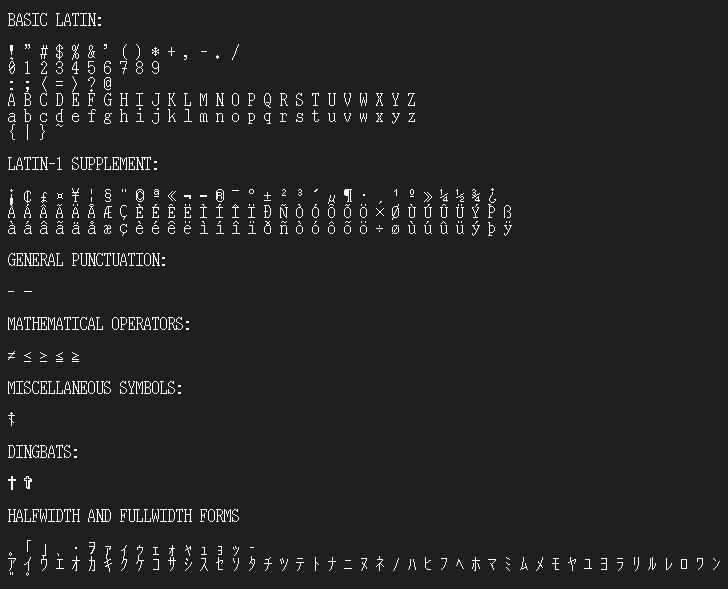 BASIC LATIN:
! " # $ % & ' ( ) * + , - . /
0 1 2 3 4 5 6 7 8 9
: ; < = > ? @
A B C D E F G H I J K L M N O P Q R S T U V W X Y Z
a b c d e f g h i j k l m n o p q r s t u v w x y z
{ | } ~
LATIN-1 SUPPLEMENT:
¡ ¢ £ ¤ ¥ ¦ § ¨ © ª « ¬ - ® ¯ ° ± ² ³ ´ µ ¶ · ¸ ¹ º » ¼ ½ ¾ ¿
À Á Â Ã Ä Å Æ Ç È É Ê Ë Ì Í Î Ï Ð Ñ Ò Ó Ô Õ Ö × Ø Ù Ú Û Ü Ý Þ ß
à á â ã ä å æ ç è é ê ë ì í î ï ð ñ ò ó ô õ ö ÷ ø ù ú û ü ý þ ÿ
GENERAL PUNCTUATION:
‐ –
MATHEMATICAL OPERATORS:
≠ ≤ ≥ ≦ ≧
MISCELLANEOUS SYMBOLS:
☨
DINGBATS:
✝ ✞
HALFWIDTH AND FULLWIDTH FORMS
。 「 」 、 ・ ヲ ァ ィ ゥ ェ ォ ャ ュ ョ ッ ー
ア イ ウ エ オ カ キ ク ケ コ サ シ ス セ ソ タ チ ツ テ ト ナ ニ ヌ ネ ノ ハ ヒ フ ヘ ホ マ ミ ム メ モ ヤ ユ ヨ ラ リ ル レ ロ ワ ン
゙ ゚